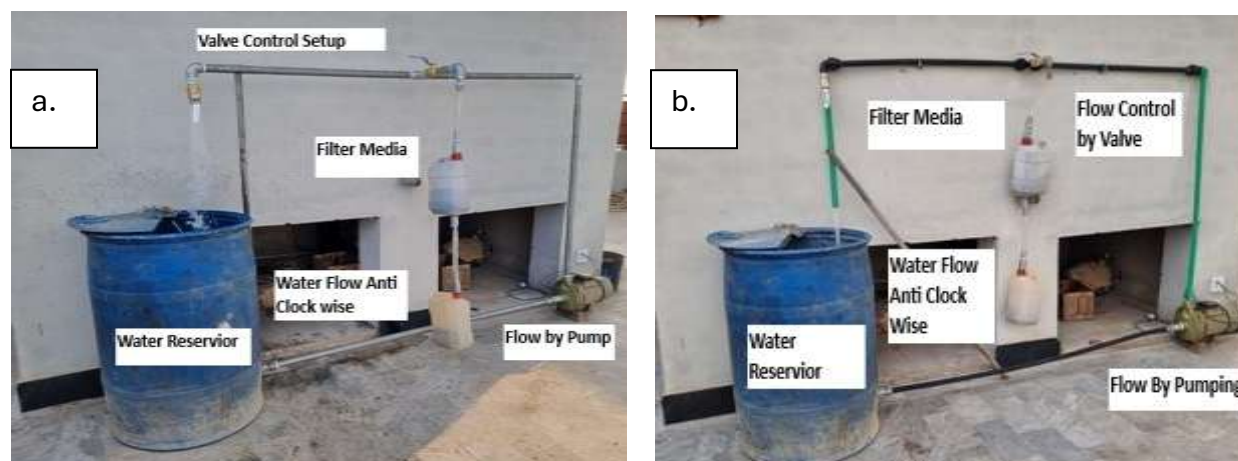 Valve Control Setup
a.
Filter Media
Water Flow Anti
Clock wise
Water Reservior
Flow by Pump
b.
Filter Media
Flow Control
by Valve
Water Flow
Anti Clock
Wise
Water
Reservior
Flow By Pumping